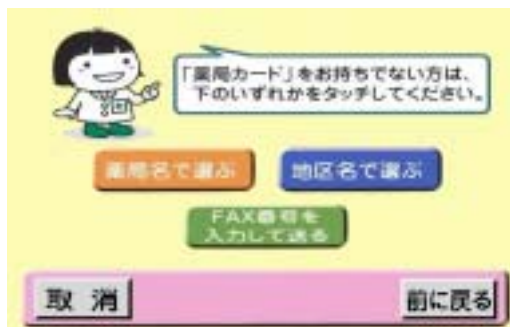 「薬局カード」をお持ちでない方は、
下のいずれかをタッチしてください。
薬局名で選ぶ
地区名で選ぶ
FAX番号を
入力して送る
取 消
前に戻る